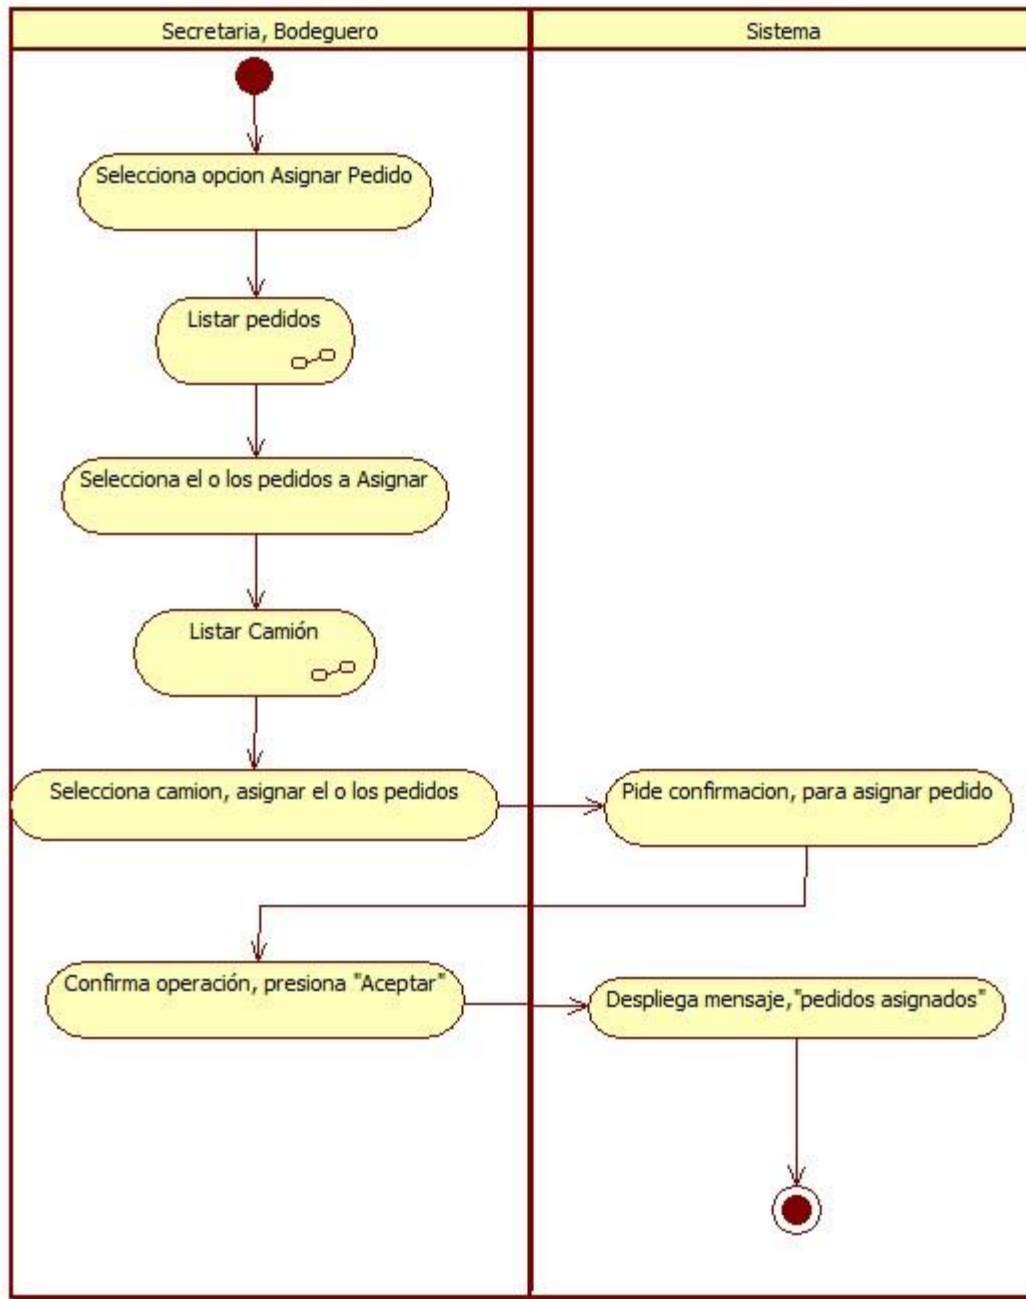 Secretaria, Bodeguero
Sistema
Selecciona opcion Asignar Pedido
Listar pedidos
Selecciona el o los pedidos a Asignar
Listar Camión
Selecciona camion, asignar el o los pedidos
Pide confirmacion, para asignar pedido
Confirma operación, presiona "Aceptar"
Despliega mensaje,"pedidos asignados"